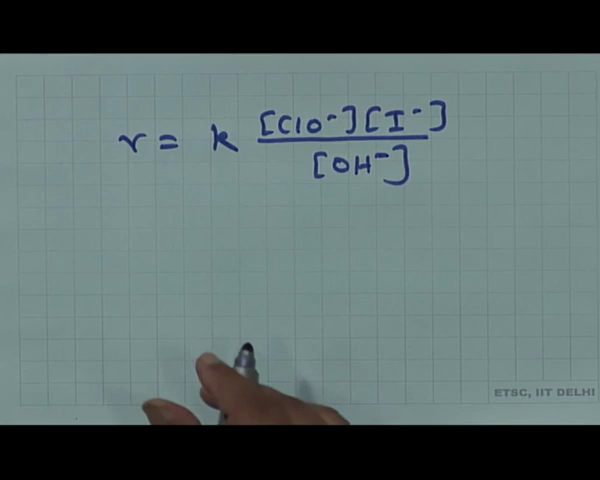 r = k [ClO⁻][I⁻]
[OH⁻]
ETSC, IIT DELHI